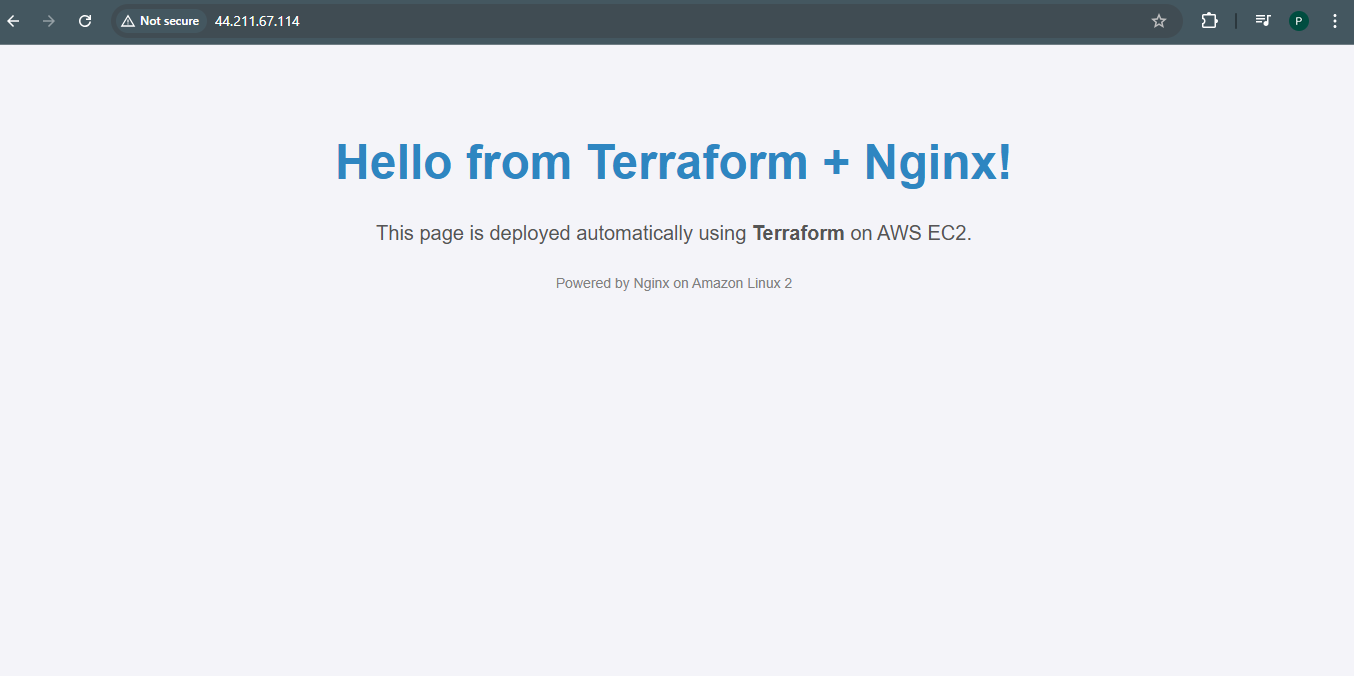 Not secure 44.211.67.114
P
Hello from Terraform + Nginx!
This page is deployed automatically using Terraform on AWS EC2.
Powered by Nginx on Amazon Linux 2